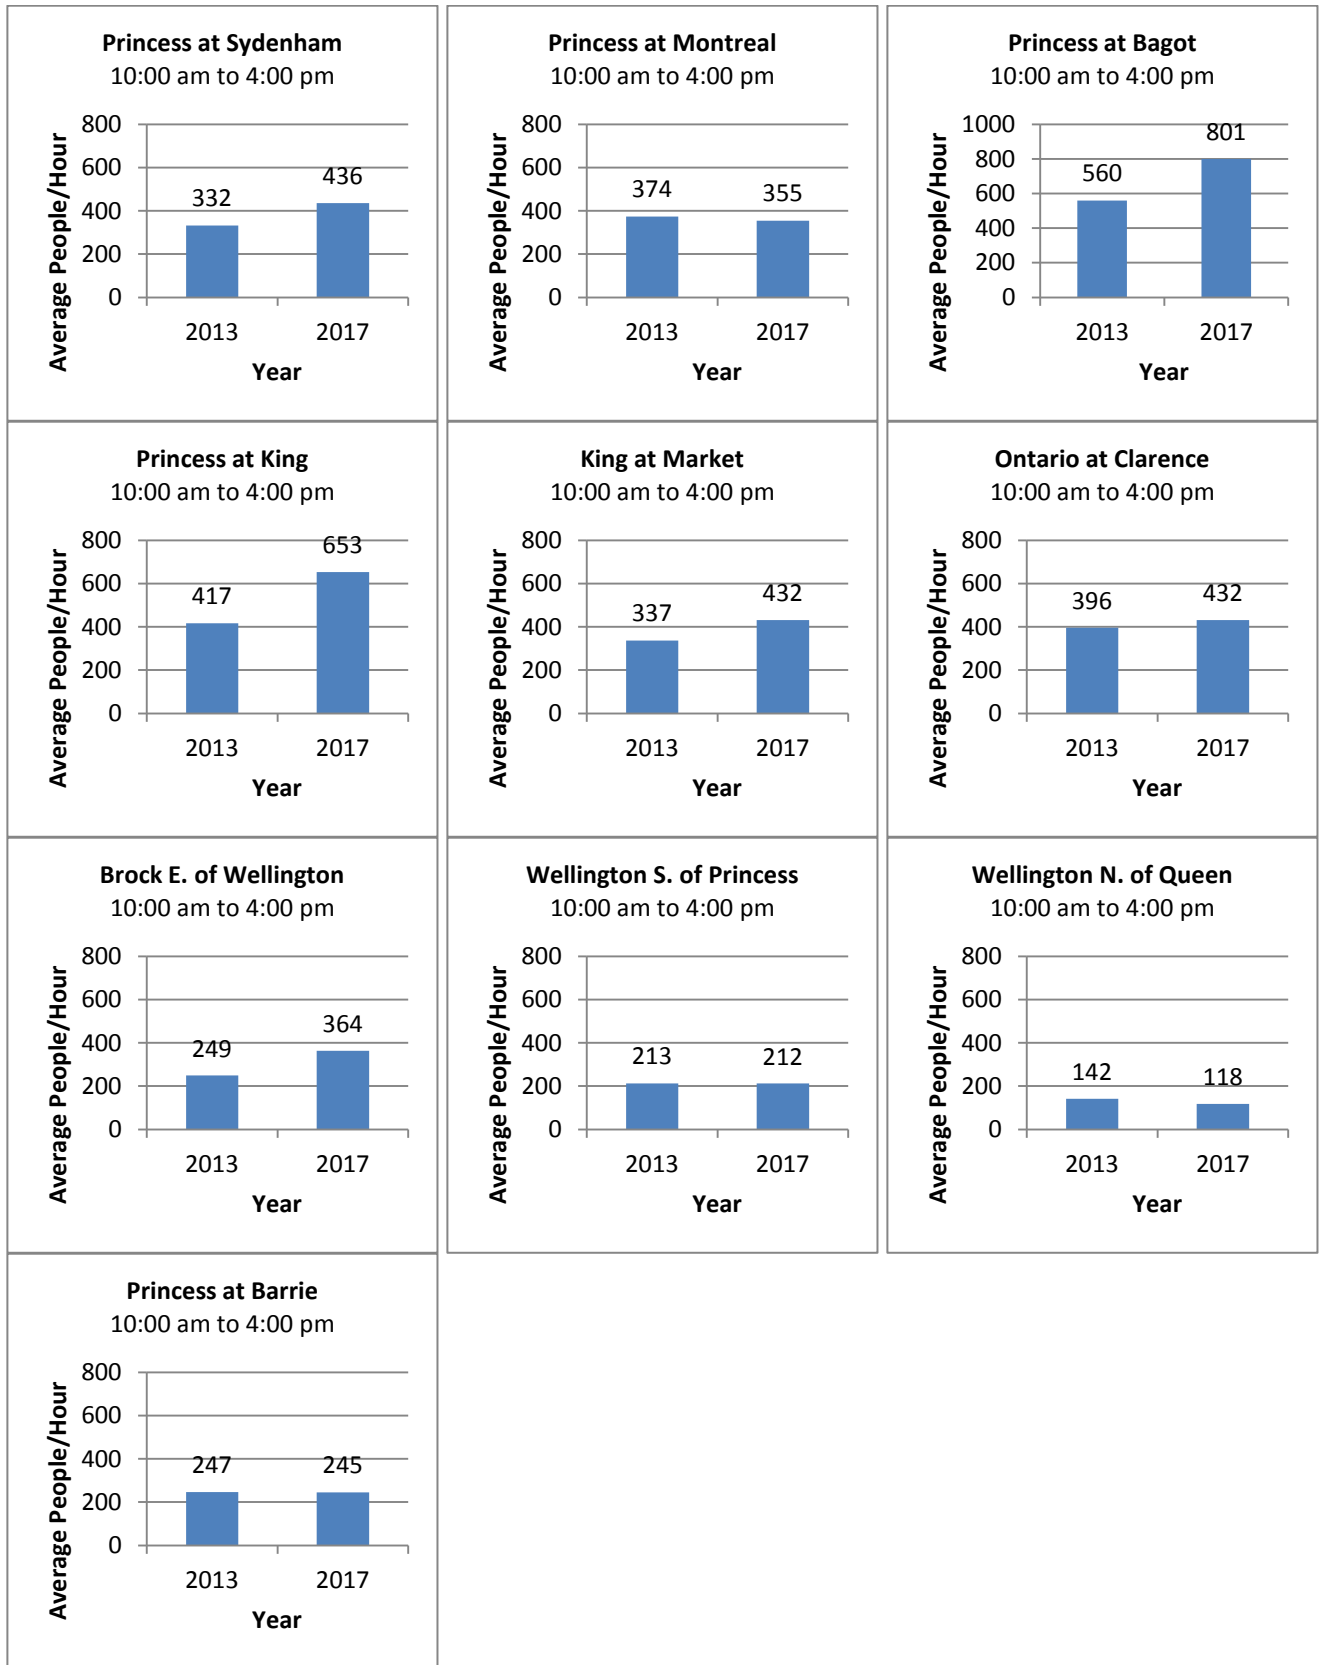 Princess at Sydenham
10:00 am to 4:00 pm
Average People/Hour
800
600
400
200
0
332
436
2013
2017
Year
Princess at Montreal
10:00 am to 4:00 pm
Average People/Hour
800
600
400
200
0
374
355
2013
2017
Year
Princess at Bagot
10:00 am to 4:00 pm
Average People/Hour
1000
800
600
400
200
0
560
801
2013
2017
Year
Princess at King
10:00 am to 4:00 pm
Average People/Hour
800
600
400
200
0
417
653
2013
2017
Year
King at Market
10:00 am to 4:00 pm
Average People/Hour
800
600
400
200
0
337
432
2013
2017
Year
Ontario at Clarence
10:00 am to 4:00 pm
Average People/Hour
800
600
400
200
0
396
432
2013
2017
Year
Brock E. of Wellington
10:00 am to 4:00 pm
Average People/Hour
800
600
400
200
0
249
364
2013
2017
Year
Wellington S. of Princess
10:00 am to 4:00 pm
Average People/Hour
800
600
400
200
0
213
212
2013
2017
Year
Wellington N. of Queen
10:00 am to 4:00 pm
Average People/Hour
800
600
400
200
0
142
118
2013
2017
Year
Princess at Barrie
10:00 am to 4:00 pm
Average People/Hour
800
600
400
200
0
247
245
2013
2017
Year